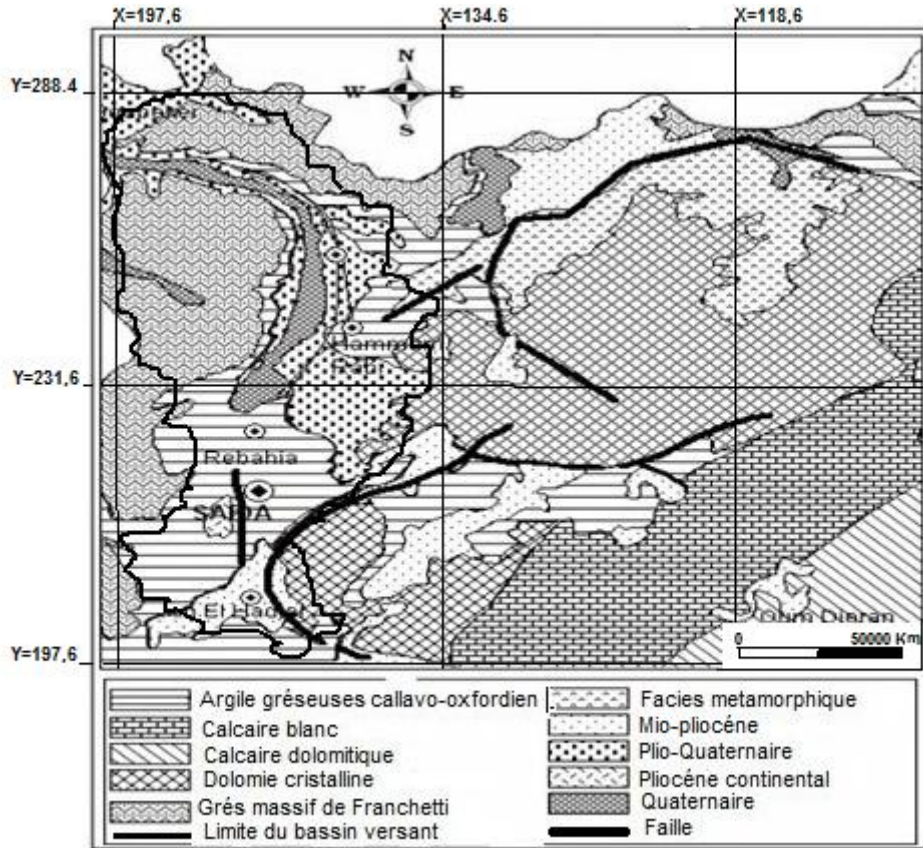 X=197,6 X=134.6 X=118,6
Y=288.4
N
W E
S
Y=231.6
Rebahia
SAIDA
Y=197,6
0 50000 Km
Argile gréseuses callavo-oxfordien
Calcaire blanc
Calcaire dolomitique
Dolomie cristalline
Grés massif de Franchetti
Limite du bassin versant
Facies metamorphique
Mio-pliocéne
Plio-Quaternaire
Pliocéne continental
Quaternaire
Faille